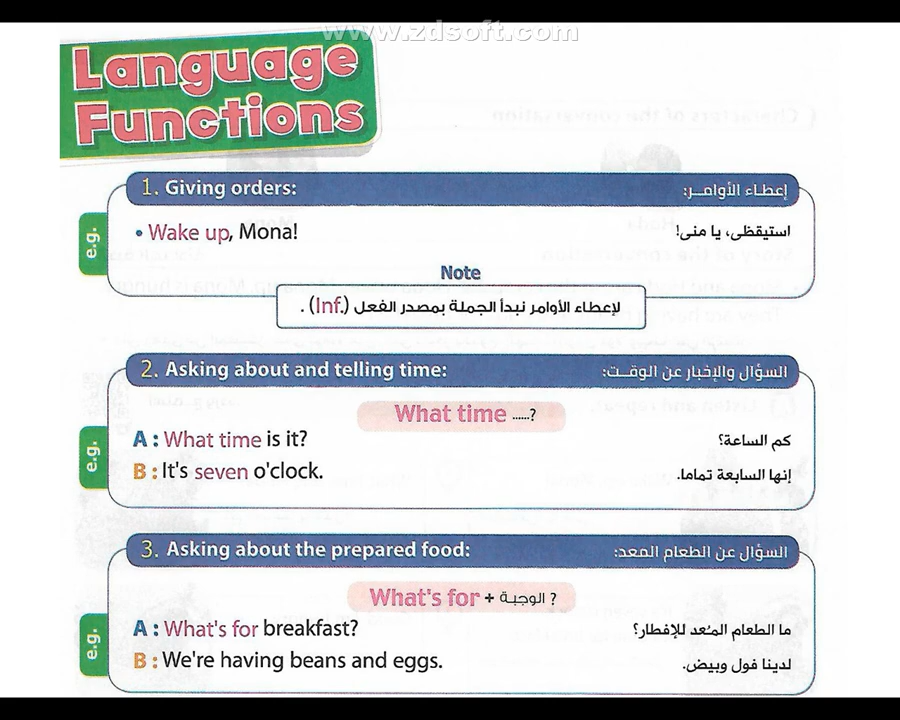 www.zdsoft.com
Language
Functions
1. Giving orders: إعطاء الأوامـر:
e.g.
• Wake up, Mona! استيقظى، يا منى!
Note
لإعطاء الأوامر نبدأ الجملة بمصدر الفعل (Inf.) .
2. Asking about and telling time: السؤال والإخبار عن الوقـت:
What time ......?
e.g.
A : What time is it? كم الساعة؟
B : It's seven o'clock. إنها السابعة تماما.
3. Asking about the prepared food: السؤال عن الطعام المعد:
What's for + الوجبـة ?
e.g.
A : What's for breakfast? ما الطعام المُعد للإفطار؟
B : We're having beans and eggs. لدينا فول وبيض.